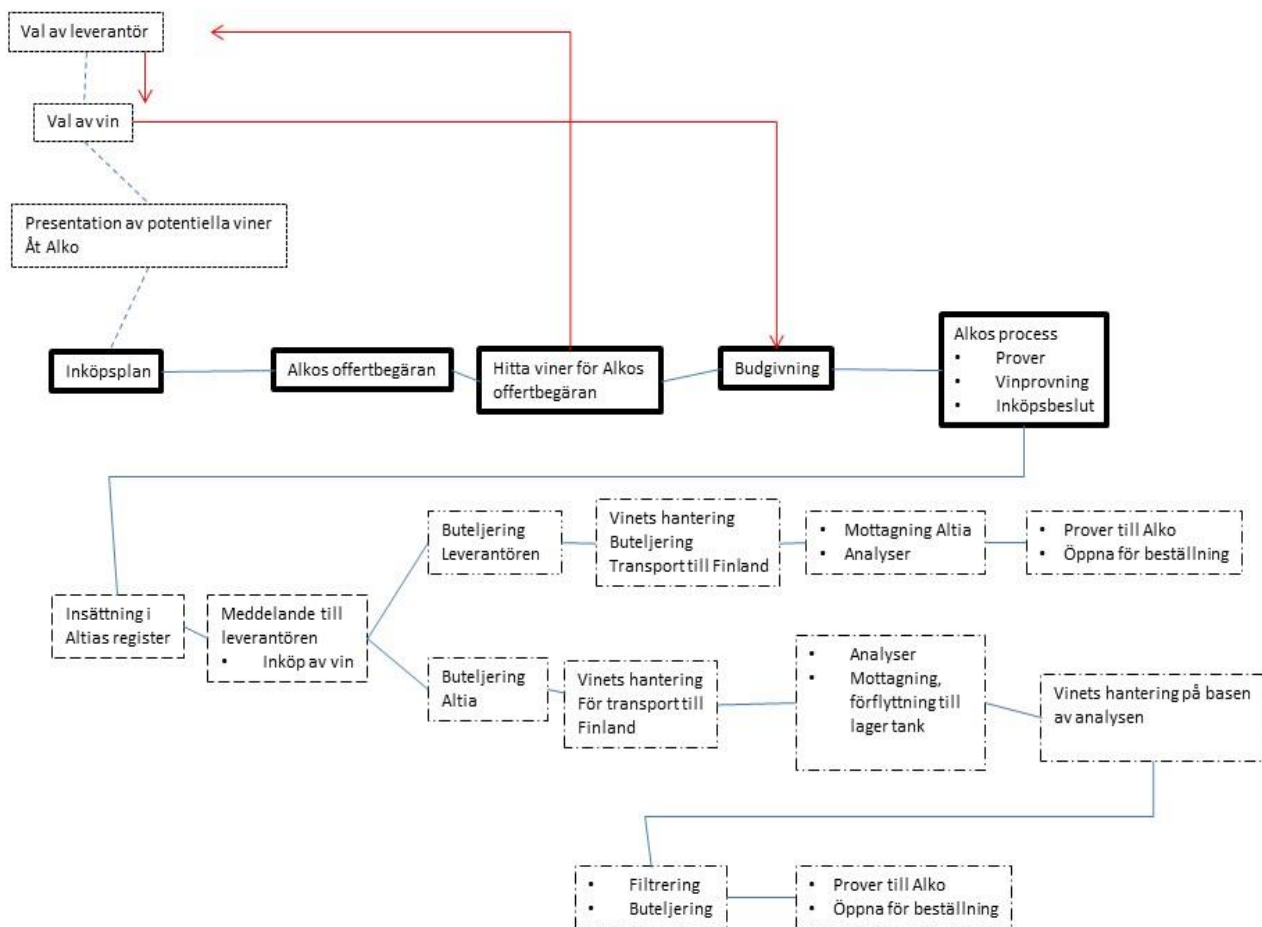 Val av leverantör
Val av vin
Presentation av potentiella viner
Åt Alko
Inköpsplan
Alkos offertbegäran
Hitta viner för Alkos
offertbegäran
Budgivning
Alkos process
• Prover
• Vinprovning
• Inköpsbeslut
Insättning i
Altias register
Meddelande till
leverantören
• Inköp av vin
Buteljering
Leverantören
Vinets hantering
Buteljering
Transport till Finland
• Mottagning Altia
• Analyser
• Prover till Alko
• Öppna för beställning
Buteljering
Altia
Vinets hantering
För transport till
Finland
• Analyser
• Mottagning,
förflyttning till
lager tank
Vinets hantering på basen
av analysen
• Filtrering
• Buteljering
• Prover till Alko
• Öppna för beställning